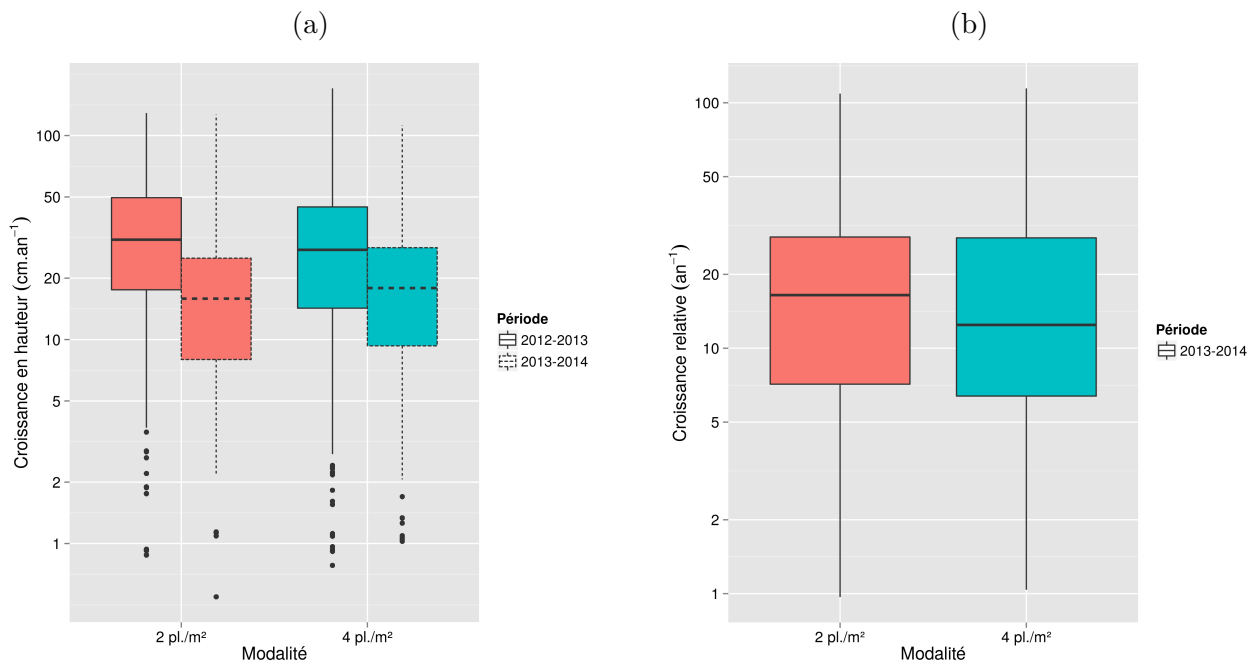 (a)
Croissance en hauteur (cm.an⁻¹)
100
50
20
10
5
2
1
2 pl./m²
4 pl./m²
Modalité
Période
2012-2013
2013-2014
(b)
Croissance relative (an⁻¹)
100
50
20
10
5
2
1
2 pl./m²
4 pl./m²
Modalité
Période
2013-2014